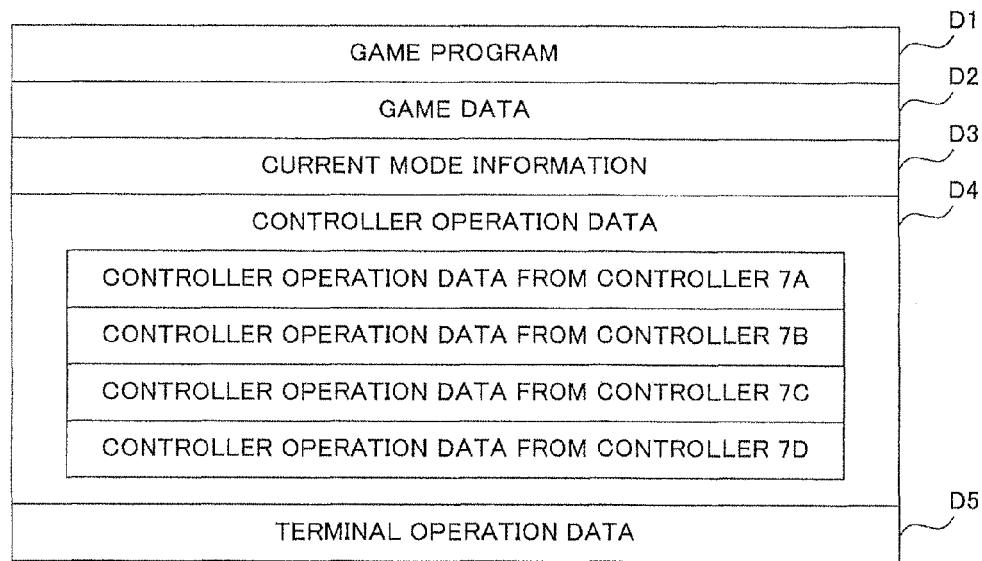 D1
GAME PROGRAM
D2
GAME DATA
D3
CURRENT MODE INFORMATION
D4
CONTROLLER OPERATION DATA
CONTROLLER OPERATION DATA FROM CONTROLLER 7A
CONTROLLER OPERATION DATA FROM CONTROLLER 7B
CONTROLLER OPERATION DATA FROM CONTROLLER 7C
CONTROLLER OPERATION DATA FROM CONTROLLER 7D
D5
TERMINAL OPERATION DATA